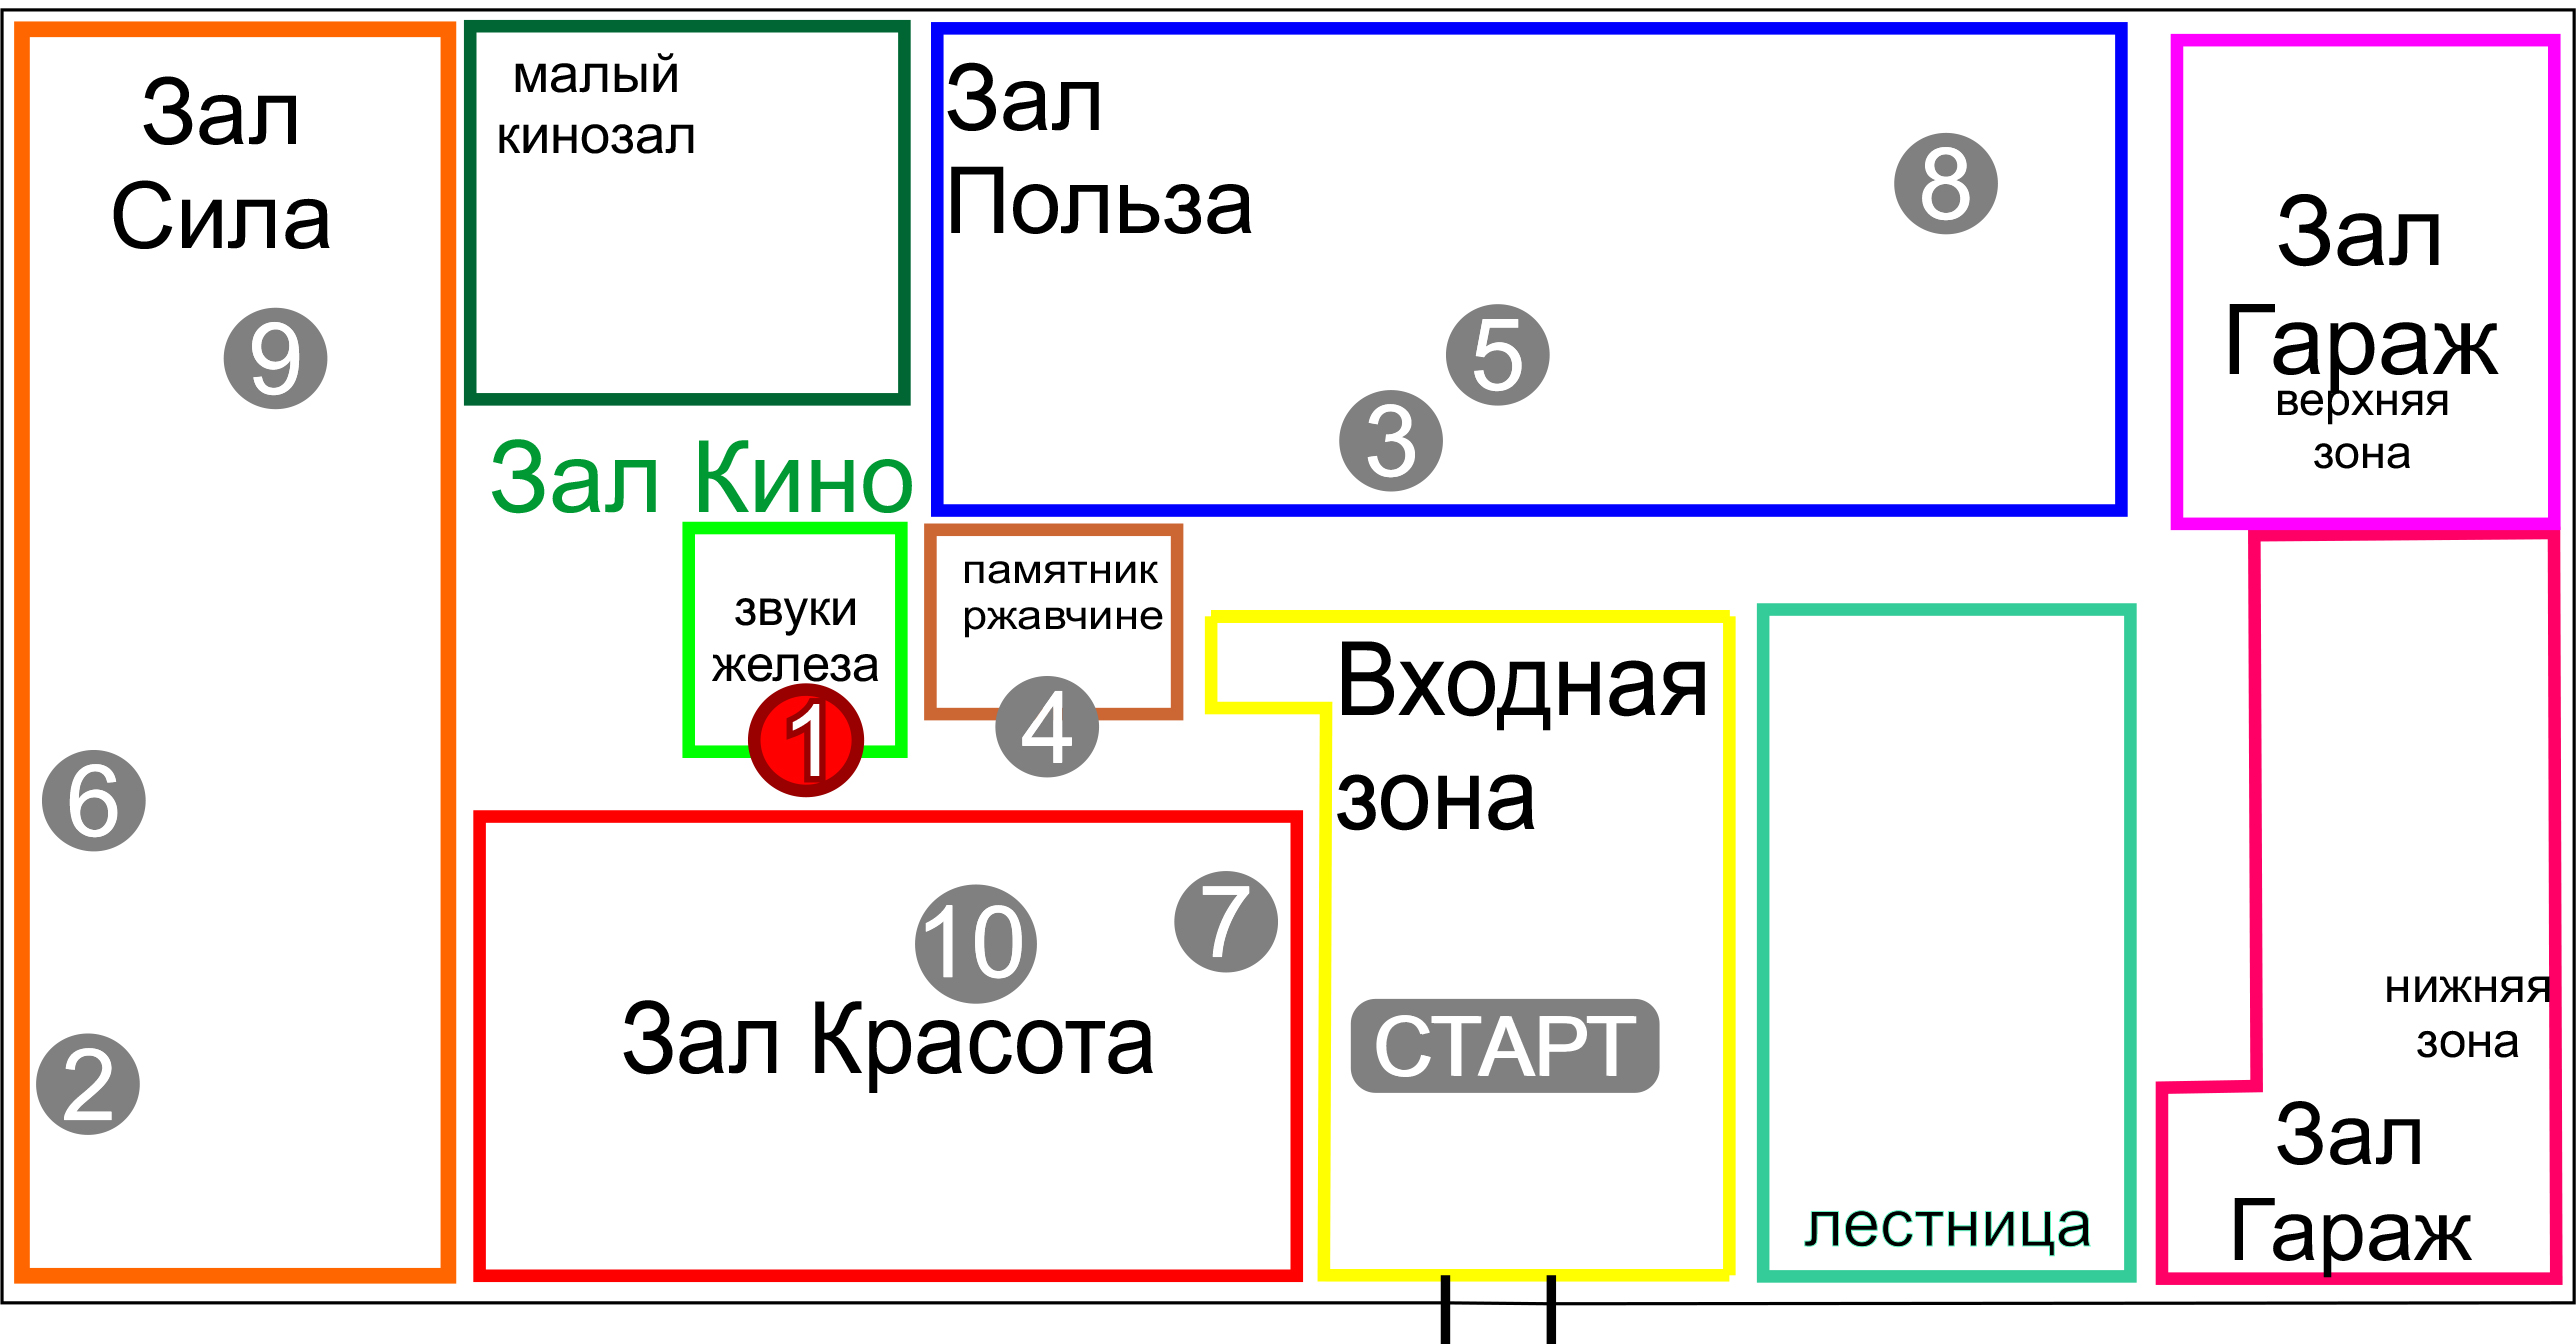 Зал
Сила
9
6
2
малый
кинозал
Зал Кино
звуки
железа
1
памятник
ржавчине
4
Зал
Польза
8
5
3
Зал
Гараж
верхняя
зона
Входная
зона
СТАРТ
10
7
Зал Красота
лестница
нижняя
зона
Зал
Гараж